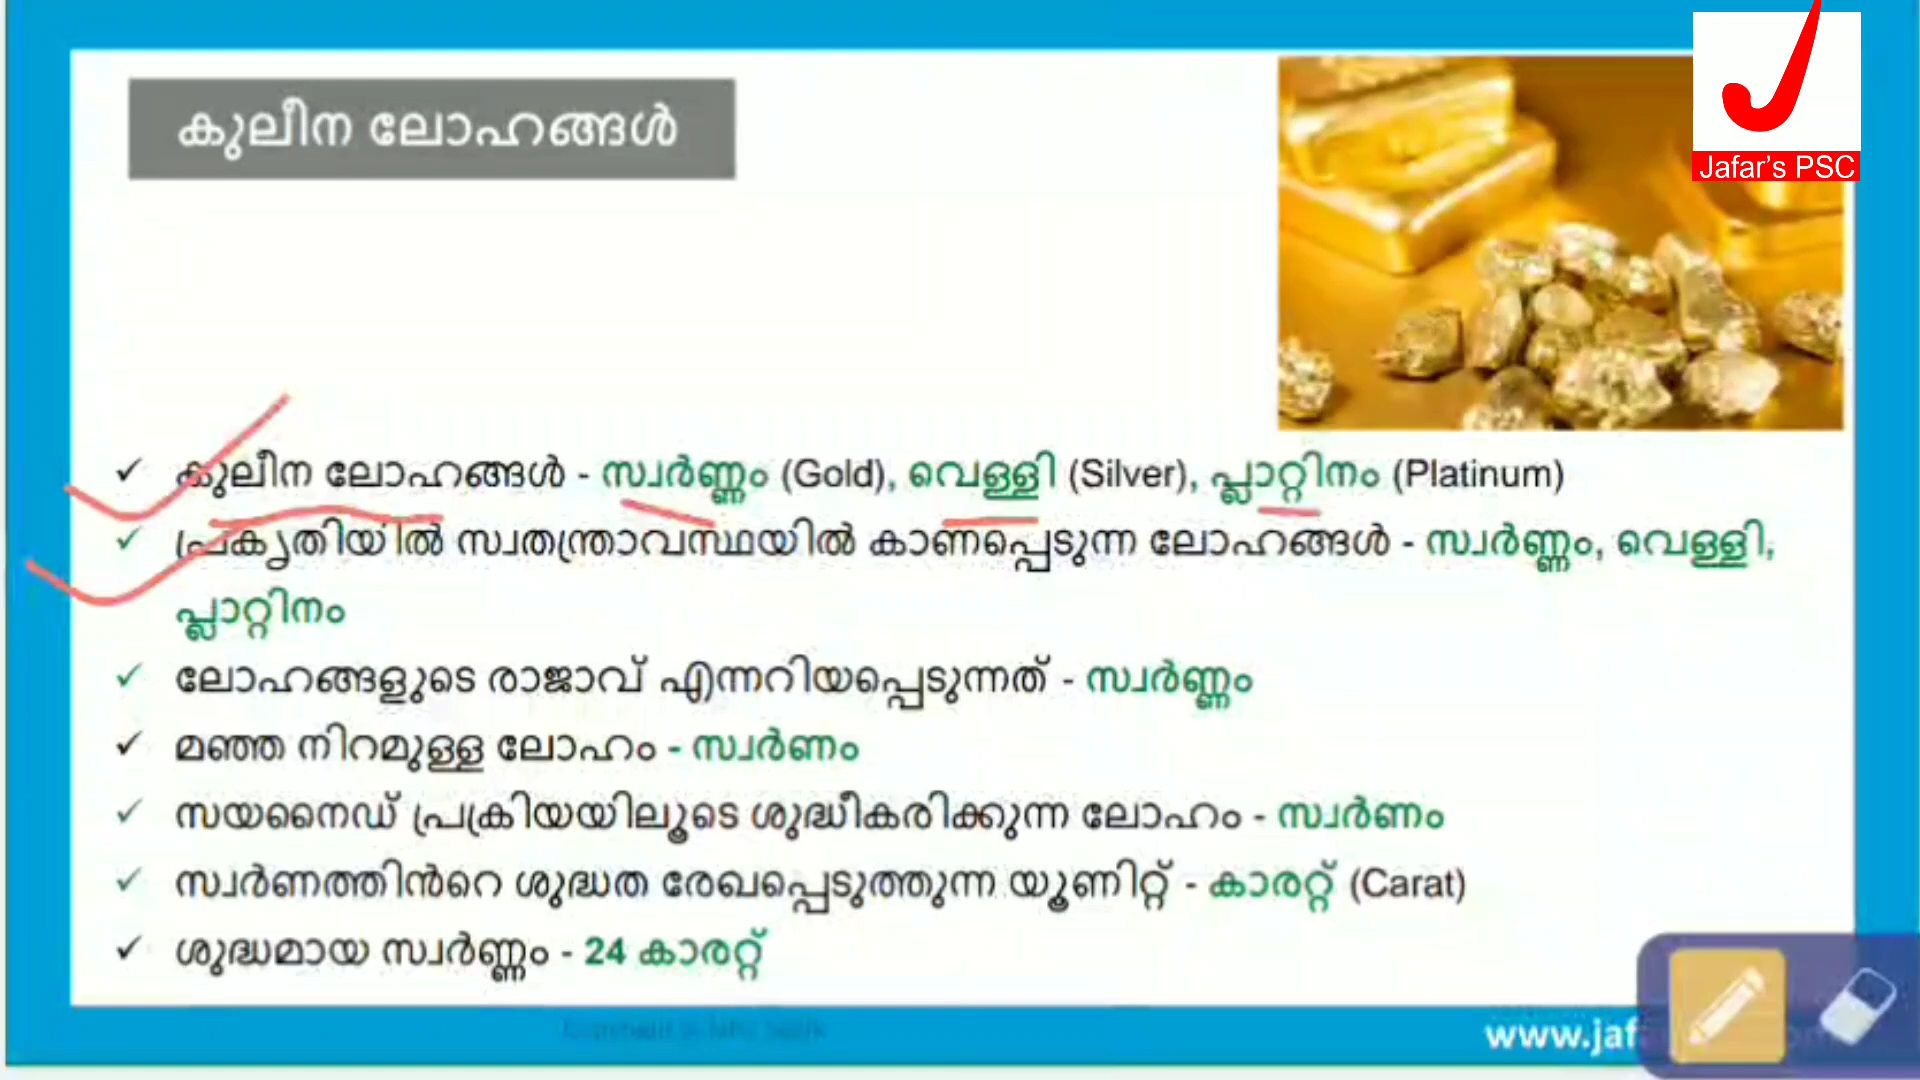 Jafar's PSC
കുലീന ലോഹങ്ങൾ
✓ കുലീന ലോഹങ്ങൾ - സ്വർണ്ണം (Gold), വെള്ളി (Silver), പ്ലാറ്റിനം (Platinum)
✓ പ്രകൃതിയിൽ സ്വതന്ത്രാവസ്ഥയിൽ കാണപ്പെടുന്ന ലോഹങ്ങൾ - സ്വർണ്ണം, വെള്ളി,
പ്ലാറ്റിനം
✓ ലോഹങ്ങളുടെ രാജാവ് എന്നറിയപ്പെടുന്നത് - സ്വർണ്ണം
✓ മഞ്ഞ നിറമുള്ള ലോഹം - സ്വർണം
✓ സയനൈഡ് പ്രക്രിയയിലൂടെ ശുദ്ധീകരിക്കുന്ന ലോഹം - സ്വർണം
✓ സ്വർണത്തിൻറെ ശുദ്ധത രേഖപ്പെടുത്തുന്ന യൂണിറ്റ് - കാരറ്റ് (Carat)
✓ ശുദ്ധമായ സ്വർണ്ണം - 24 കാരറ്റ്
www.jaf